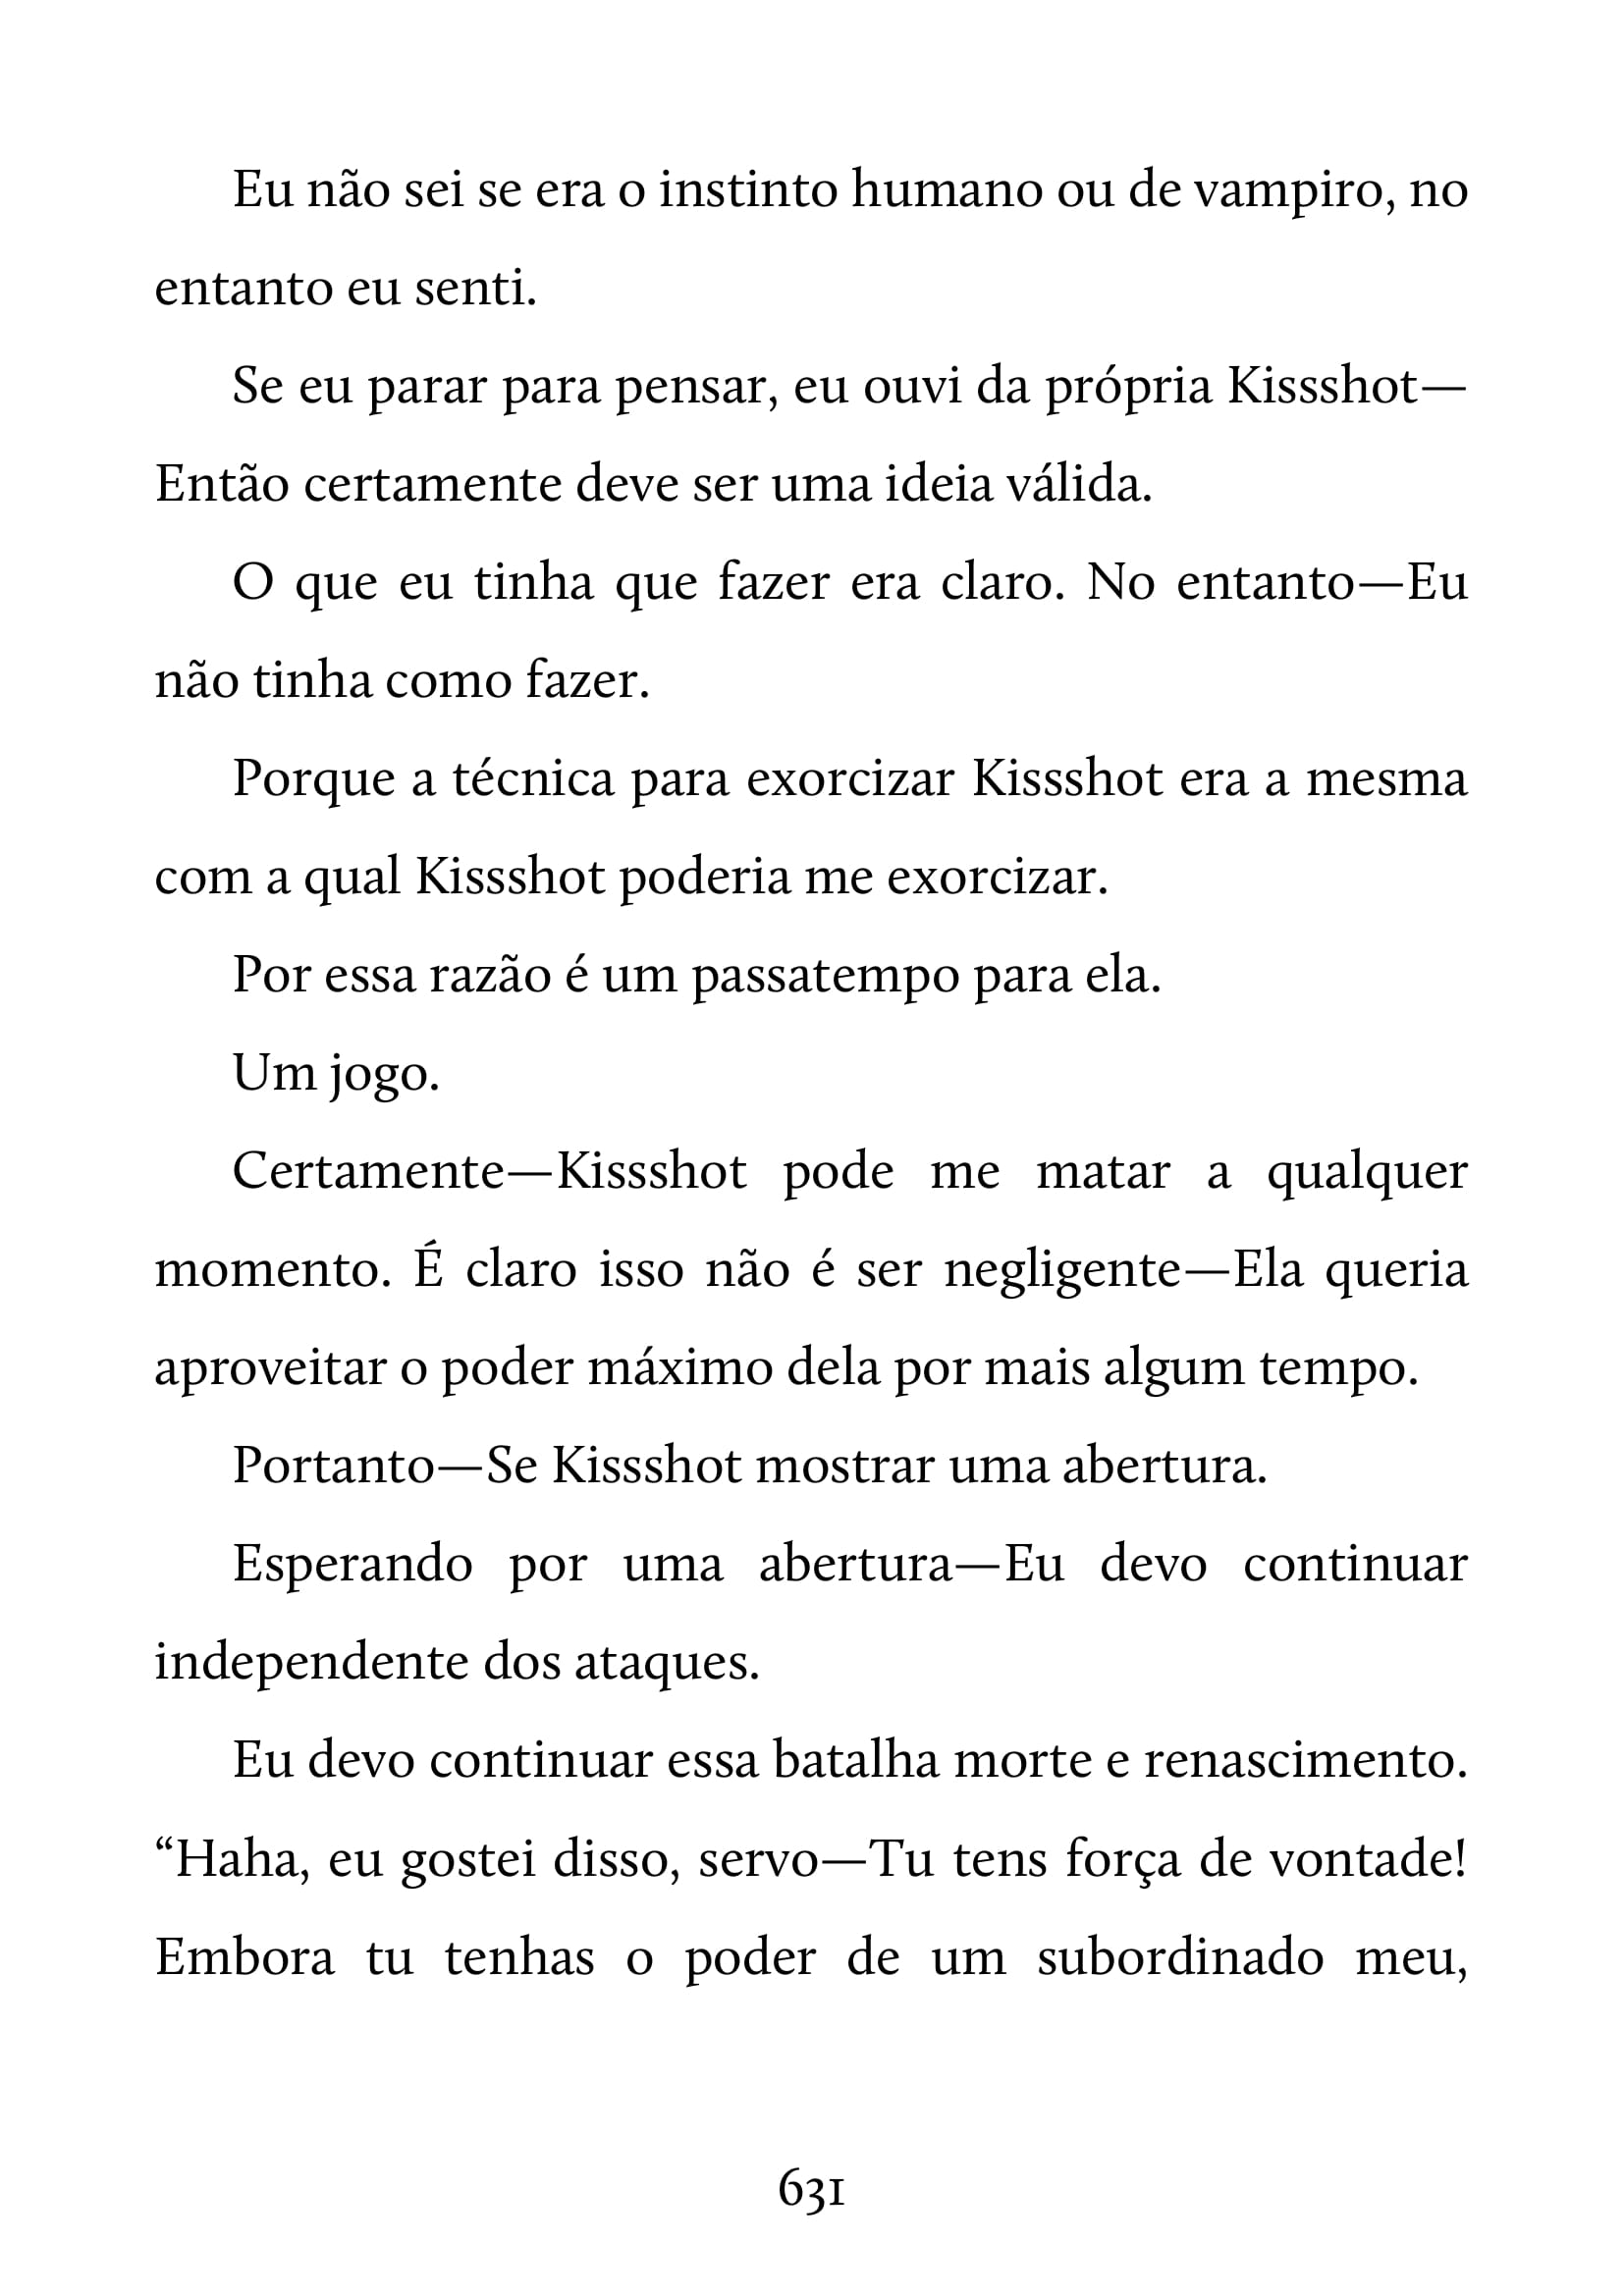 Eu não sei se era o instinto humano ou de vampiro, no
entanto eu senti.
Se eu parar para pensar, eu ouvi da própria Kissshot—
Então certamente deve ser uma ideia válida.
O que eu tinha que fazer era claro. No entanto—Eu
não tinha como fazer.
Porque a técnica para exorcizar Kissshot era a mesma
com a qual Kissshot poderia me exorcizar.
Por essa razão é um passatempo para ela.
Um jogo.
Certamente—Kissshot pode me matar a qualquer
momento. É claro isso não é ser negligente—Ela queria
aproveitar o poder máximo dela por mais algum tempo.
Portanto—Se Kissshot mostrar uma abertura.
Esperando por uma abertura—Eu devo continuar
independente dos ataques.
Eu devo continuar essa batalha morte e renascimento.
“Haha, eu gostei disso, servo—Tu tens força de vontade!
Embora tu tenhas o poder de um subordinado meu,
631